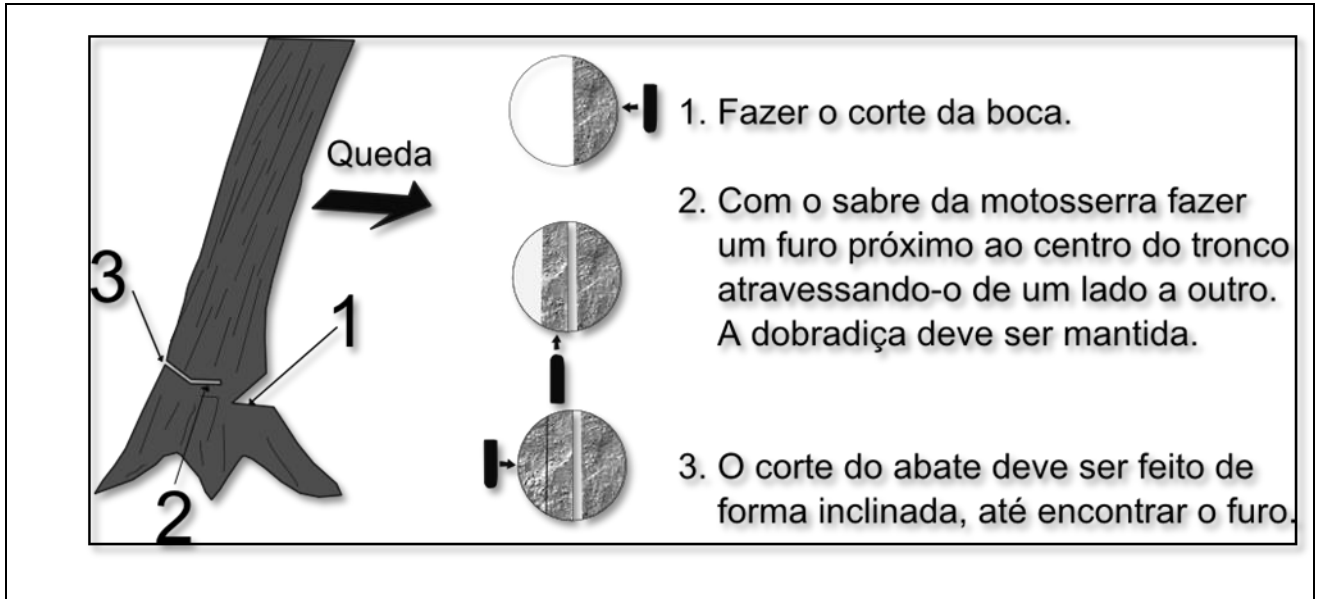 Queda
3
1
2
1. Fazer o corte da boca.
2. Com o sabre da motosserra fazer
um furo próximo ao centro do tronco
atravessando-o de um lado a outro.
A dobradiça deve ser mantida.
3. O corte do abate deve ser feito de
forma inclinada, até encontrar o furo.